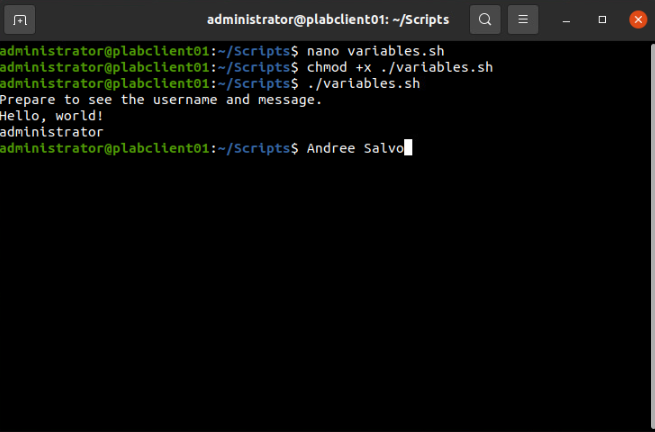 administrator@plabclient01: ~/Scripts
administrator@plabclient01:~/Scripts$ nano variables.sh
administrator@plabclient01:~/Scripts$ chmod +x ./variables.sh
administrator@plabclient01:~/Scripts$ ./variables.sh
Prepare to see the username and message.
Hello, world!
administrator
administrator@plabclient01:~/Scripts$ Andree Salvo